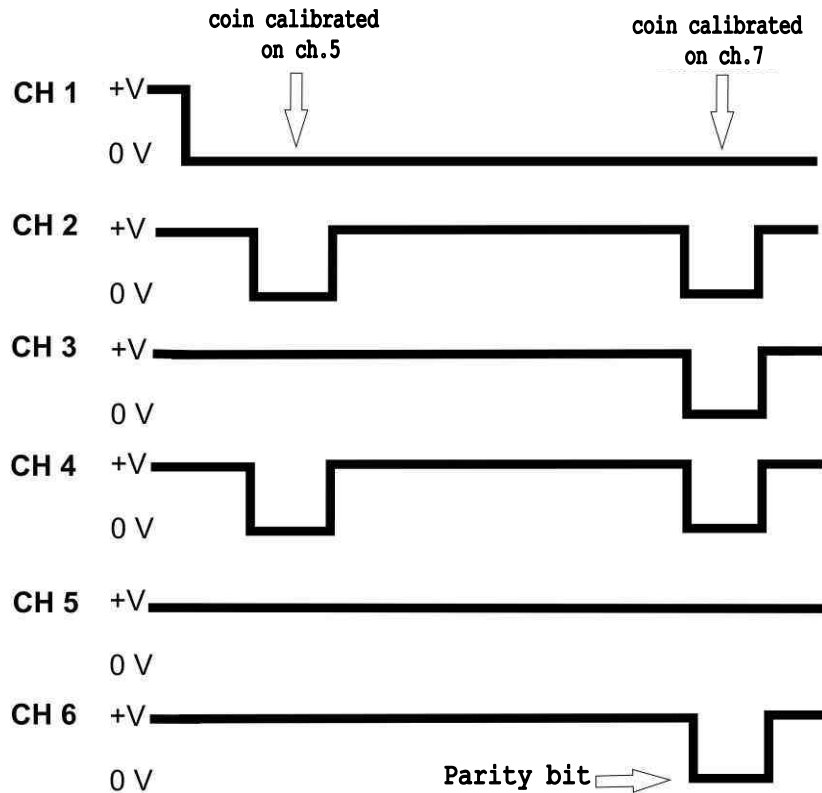 coin calibrated
on ch.5
coin calibrated
on ch.7
CH 1 +V
0 V
CH 2 +V
0 V
CH 3 +V
0 V
CH 4 +V
0 V
CH 5 +V
0 V
CH 6 +V
0 V
Parity bit